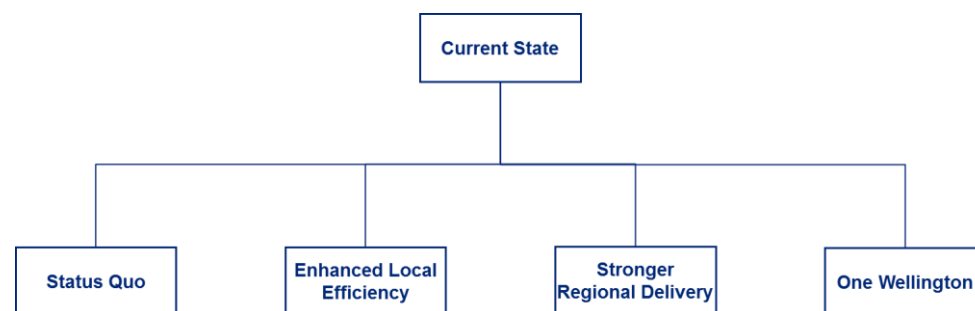 Current State
Status Quo
Enhanced Local
Efficiency
Stronger
Regional Delivery
One Wellington